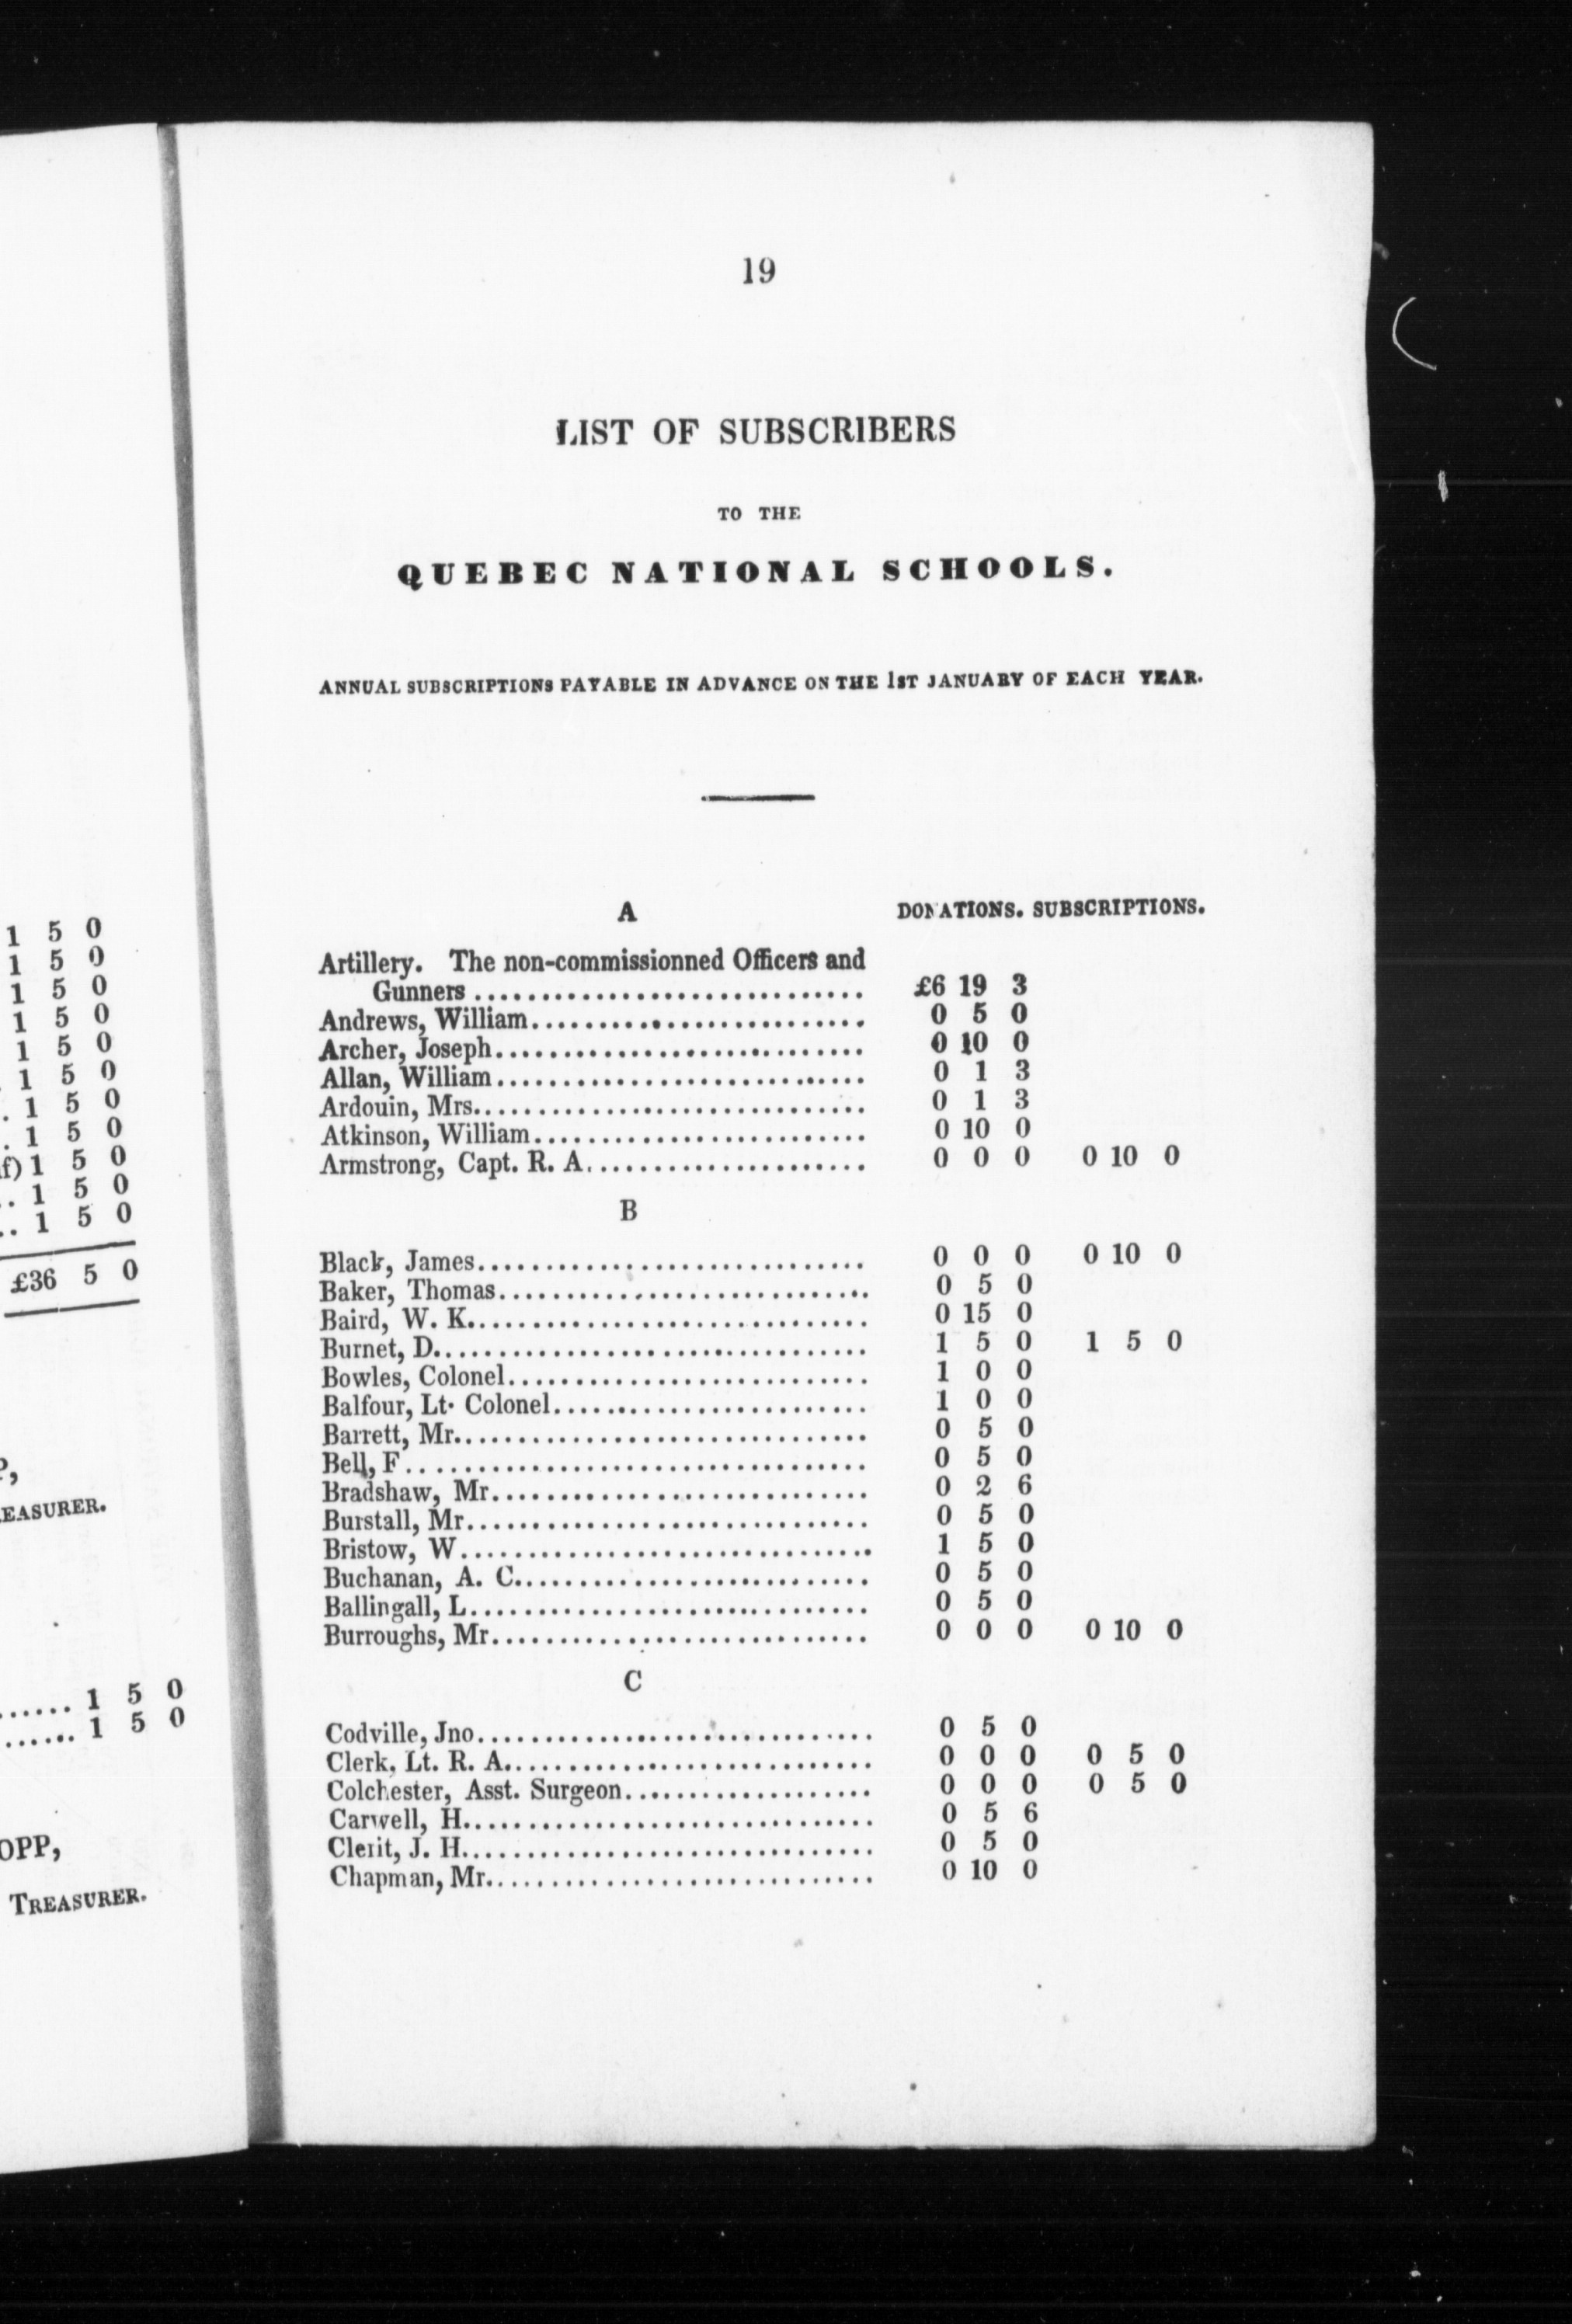 1 5 0
1 5 0
1 5 0
1 5 0
1 5 0
. 1 5 0
. 1 5 0
. 1 5 0
f) 1 5 0
. . 1 5 0
. . 1 5 0
£36 5 0
P,
EASURER.
...... 1 5 0
...... 1 5 0
OPP,
TREASURER.
19
LIST OF SUBSCRIBERS
TO THE
QUEBEC NATIONAL SCHOOLS.
ANNUAL SUBSCRIPTIONS PAYABLE IN ADVANCE ON THE 1ST JANUARY OF EACH YEAR.
A DONATIONS. SUBSCRIPTIONS.
Artillery. The non-commissionned Officers and
Gunners ............................. £6 19 3
Andrews, William......................... 0 5 0
Archer, Joseph............................ 0 10 0
Allan, William............................ 0 1 3
Ardouin, Mrs.............................. 0 1 3
Atkinson, William......................... 0 10 0
Armstrong, Capt. R. A..................... 0 0 0 0 10 0
B
Black, James............................. 0 0 0 0 10 0
Baker, Thomas............................ 0 5 0
Baird, W. K.............................. 0 15 0
Burnet, D................................ 1 5 0 1 5 0
Bowles, Colonel........................... 1 0 0
Balfour, Lt. Colonel....................... 1 0 0
Barrett, Mr............................... 0 5 0
Bell, F................................... 0 5 0
Bradshaw, Mr............................ 0 2 6
Burstall, Mr.............................. 0 5 0
Bristow, W............................... 1 5 0
Buchanan, A. C........................... 0 5 0
Ballingall, L.............................. 0 5 0
Burroughs, Mr............................ 0 0 0 0 10 0
C
Codville, Jno............................. 0 5 0
Clerk, Lt. R. A........................... 0 0 0 0 5 0
Colchester, Asst. Surgeon................... 0 0 0 0 5 0
Carwell, H............................... 0 5 6
Clerit, J. H............................... 0 5 0
Chapman, Mr............................. 0 10 0